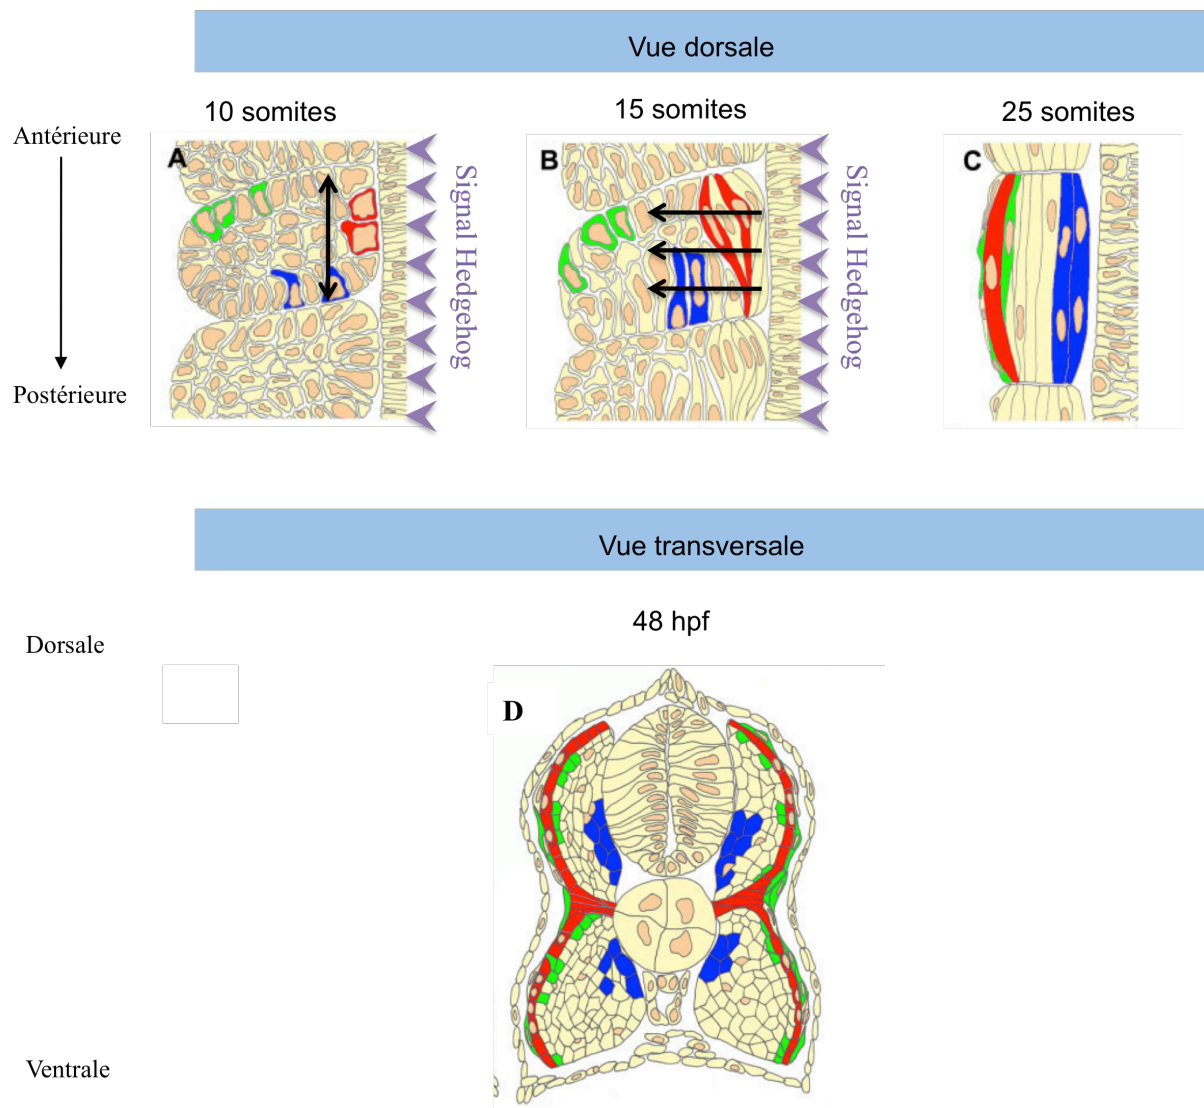 Vue dorsale
10 somites
15 somites
25 somites
Antérieure
Postérieure
A
Signal Hedgehog
B
Signal Hedgehog
C
Vue transversale
48 hpf
Dorsale
D
Ventrale